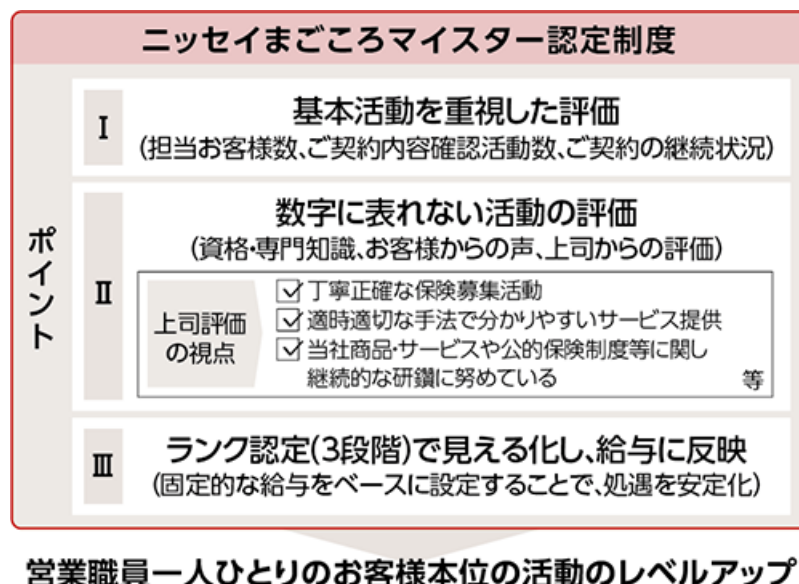 ニッセイまごころマイスター認定制度
ポイント
Ⅰ
基本活動を重視した評価
(担当お客様数、ご契約内容確認活動数、ご契約の継続状況)
Ⅱ
数字に表れない活動の評価
(資格・専門知識、お客様からの声、上司からの評価)
上司評価
の視点
☑丁寧正確な保険募集活動
☑適時適切な手法で分かりやすいサービス提供
☑当社商品・サービスや公的保険制度等に関し
継続的な研鑽に努めている
等
Ⅲ
ランク認定(3段階)で見える化し、給与に反映
(固定的な給与をベースに設定することで、処遇を安定化)
営業職員一人ひとりのお客様本位の活動のレベルアップ